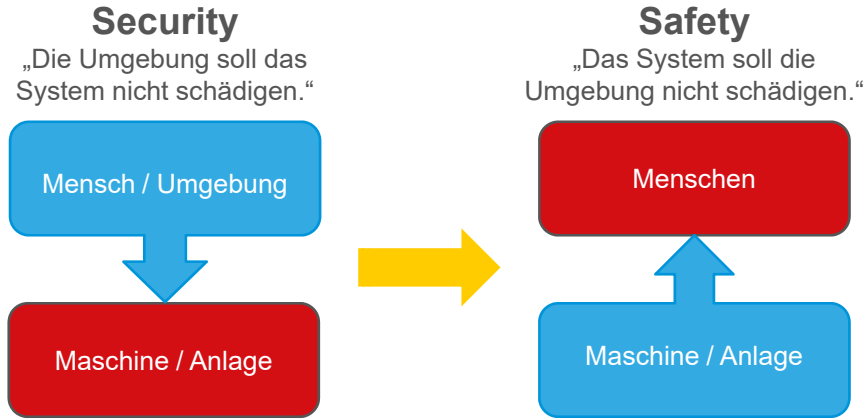 Security
„Die Umgebung soll das
System nicht schädigen.“
Mensch / Umgebung
Maschine / Anlage
Safety
„Das System soll die
Umgebung nicht schädigen.“
Menschen
Maschine / Anlage